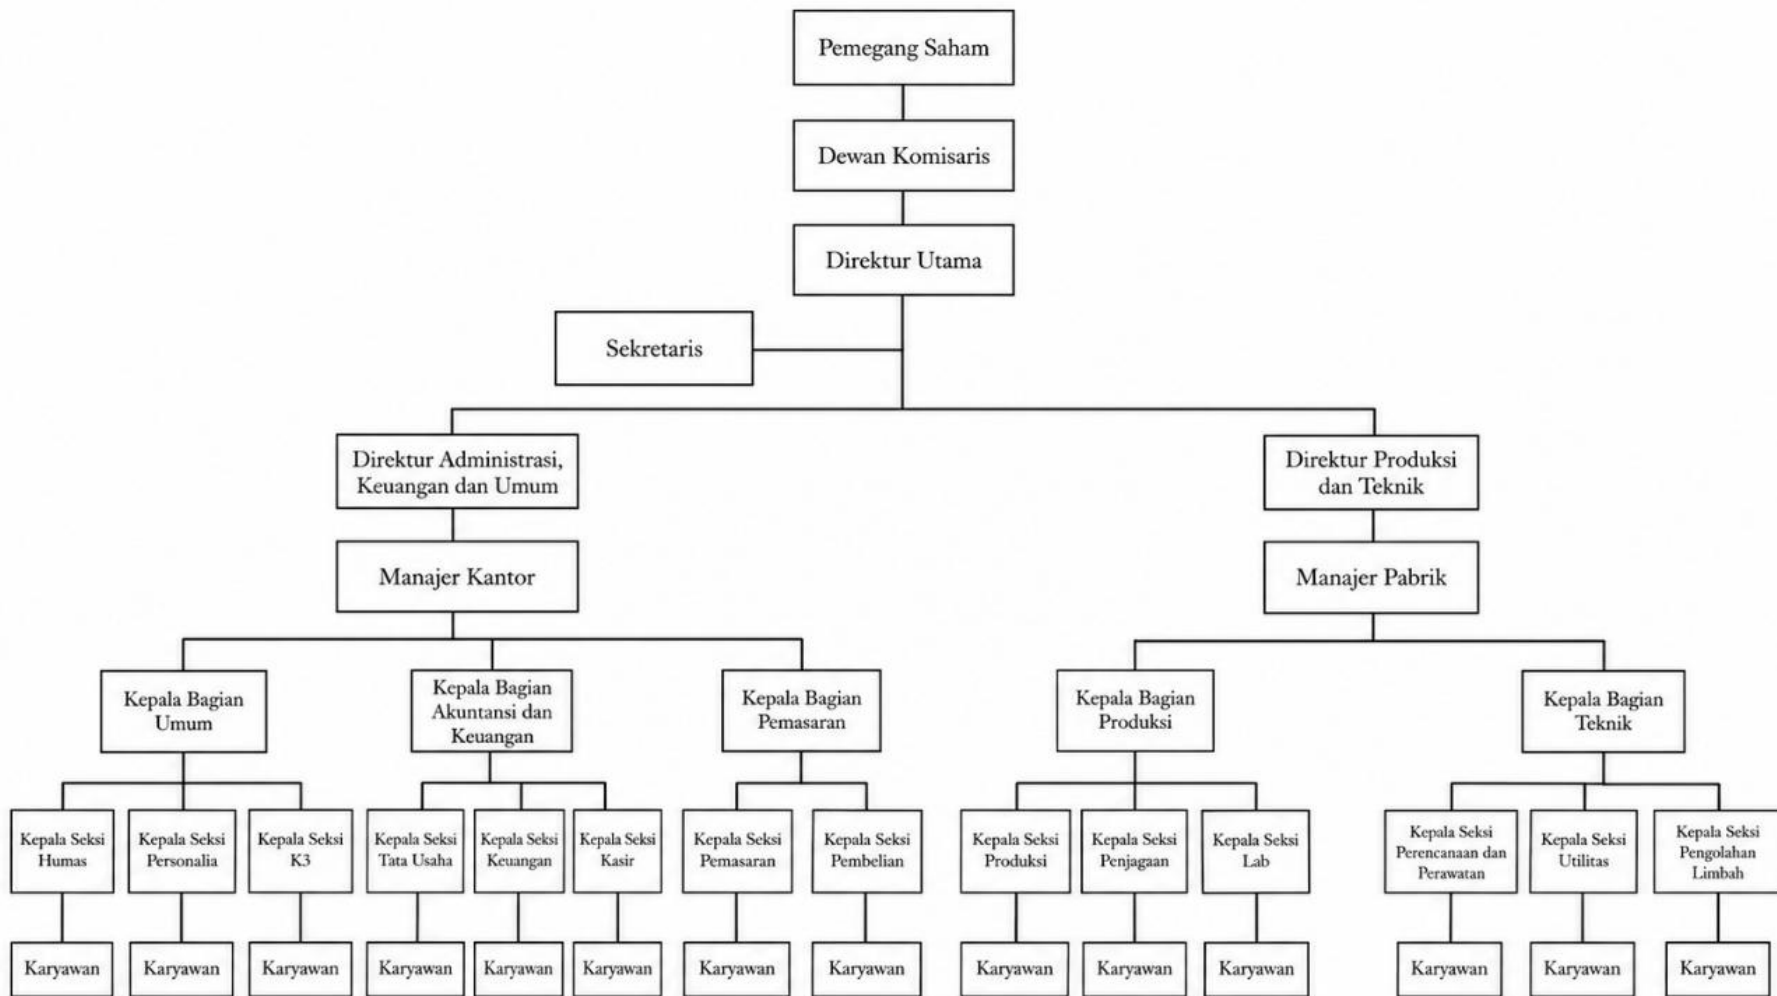 Pemegang Saham
Dewan Komisaris
Direktur Utama
Sekretaris
Direktur Administrasi,
Keuangan dan Umum
Direktur Produksi
dan Teknik
Manajer Kantor
Manajer Pabrik
Kepala Bagian
Umum
Kepala Bagian
Akuntansi dan
Keuangan
Kepala Bagian
Pemasaran
Kepala Bagian
Produksi
Kepala Bagian
Teknik
Kepala Seksi
Humas
Kepala Seksi
Personalia
Kepala Seksi
K3
Kepala Seksi
Tata Usaha
Kepala Seksi
Keuangan
Kepala Seksi
Kasir
Kepala Seksi
Pemasaran
Kepala Seksi
Pembelian
Kepala Seksi
Produksi
Kepala Seksi
Penjagaan
Kepala Seksi
Lab
Kepala Seksi
Perencanaan dan
Perawatan
Kepala Seksi
Utilitas
Kepala Seksi
Pengolahan
Limbah
Karyawan
Karyawan
Karyawan
Karyawan
Karyawan
Karyawan
Karyawan
Karyawan
Karyawan
Karyawan
Karyawan
Karyawan
Karyawan
Karyawan